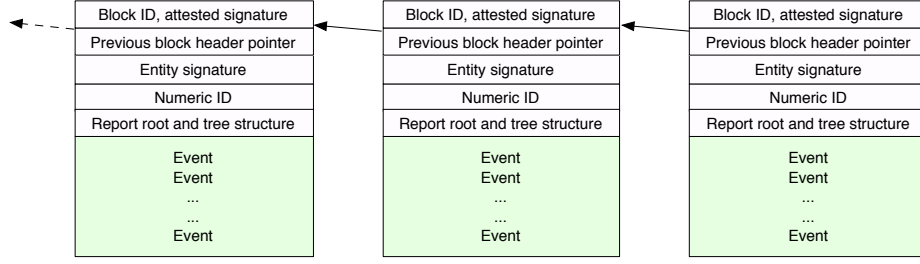 Block ID, attested signature
Previous block header pointer
Entity signature
Numeric ID
Report root and tree structure
Event
Event
...
...
Event
Block ID, attested signature
Previous block header pointer
Entity signature
Numeric ID
Report root and tree structure
Event
Event
...
...
Event
Block ID, attested signature
Previous block header pointer
Entity signature
Numeric ID
Report root and tree structure
Event
Event
...
...
Event